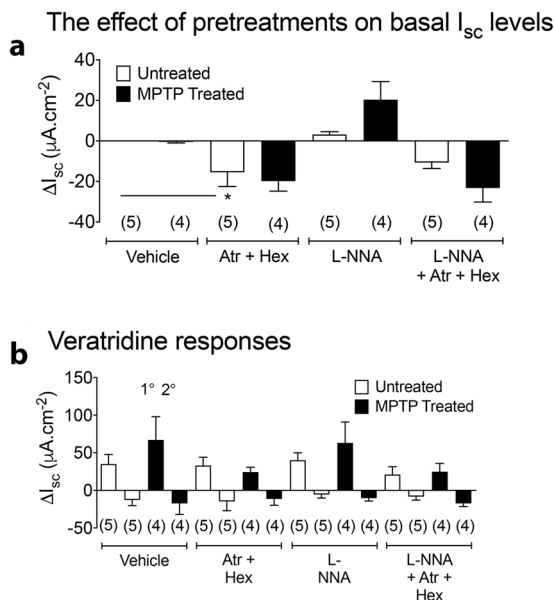 The effect of pretreatments on basal Isc levels
a
Untreated
MPTP Treated
ΔIsc (μA.cm-2)
40
20
0
-20
-40
*
(5) (4) (5) (4) (5) (4) (5) (4)
Vehicle Atr + Hex L-NNA L-NNA
+ Atr + Hex
Veratridine responses
b
Untreated
MPTP Treated
ΔIsc (μA.cm-2)
150
100
50
0
-50
1° 2°
(5) (5) (4) (4) (5) (5) (4) (4) (5) (5) (4) (4) (5) (5) (4) (4)
Vehicle Atr + L- L-NNA
Hex NNA + Atr +
Hex